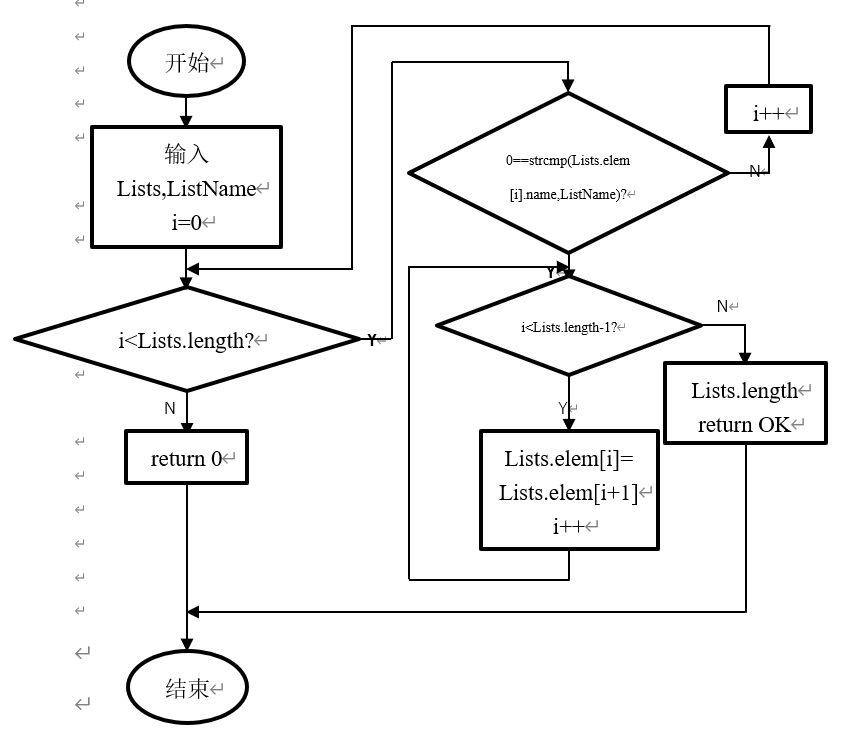 开始
输入
Lists,ListName
i=0
i<Lists.length?
Y
N
return 0
结束
0==strcmp(Lists.elem
[i].name,ListName)?
N
i++
Y
i<Lists.length-1?
N
Lists.length
return OK
Y
Lists.elem[i]=
Lists.elem[i+1]
i++